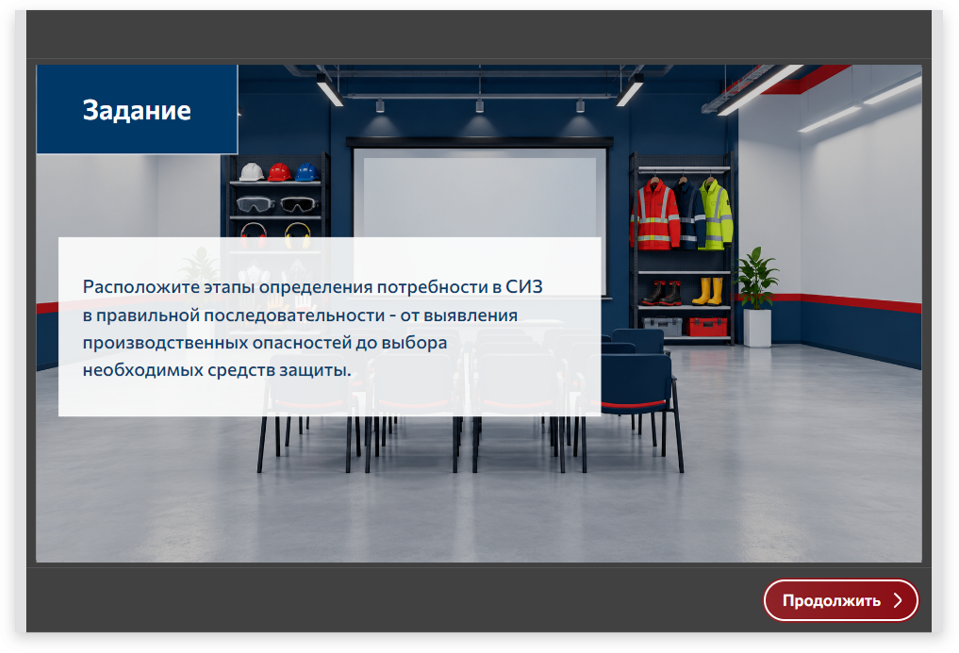 Задание
Расположите этапы определения потребности в СИЗ
в правильной последовательности - от выявления
производственных опасностей до выбора
необходимых средств защиты.
Продолжить